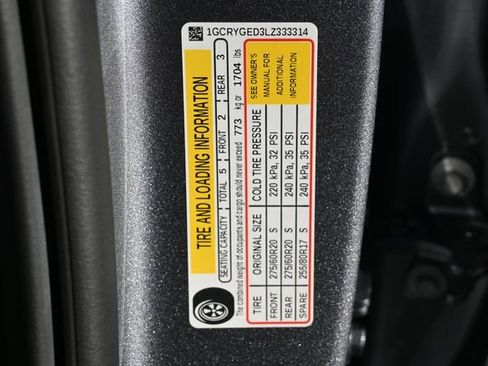 1GCRYGED3LZ333314
TIRE AND LOADING INFORMATION
SEATING CAPACITY TOTAL 5 FRONT 2 REAR 3
The combined weight of occupants and cargo should never exceed 773 kg or 1704 lbs
TIRE ORIGINAL SIZE COLD TIRE PRESSURE
FRONT 275/60R20 S 220 kPa, 32 PSI
REAR 275/60R20 S 240 kPa, 35 PSI
SPARE 255/80R17 S 240 kPa, 35 PSI
SEE OWNER'S
MANUAL FOR
ADDITIONAL
INFORMATION